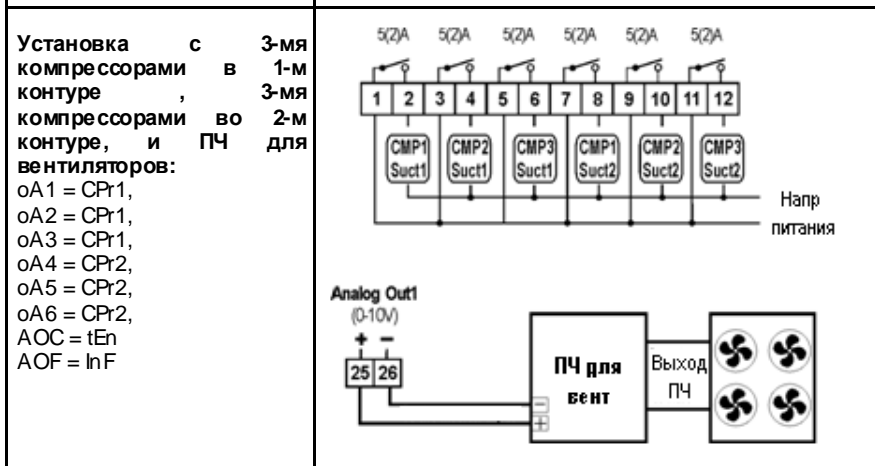 Установка с 3-мя
компрессорами в 1-м
контуре , 3-мя
компрессорами во 2-м
контуре, и ПЧ для
вентиляторов:
oA1 = CPr1,
oA2 = CPr1,
oA3 = CPr1,
oA4 = CPr2,
oA5 = CPr2,
oA6 = CPr2,
AOC = tEn
AOF = InF
5(2)A 5(2)A 5(2)A 5(2)A 5(2)A 5(2)A
1 2 3 4 5 6 7 8 9 10 11 12
CMP1 CMP2 CMP3 CMP1 CMP2 CMP3
Suct1 Suct1 Suct1 Suct2 Suct2 Suct2
Напр
питания
Analog Out1
(0-10V)
+ −
25 26
ПЧ для
вент
− 
+
Выход
ПЧ